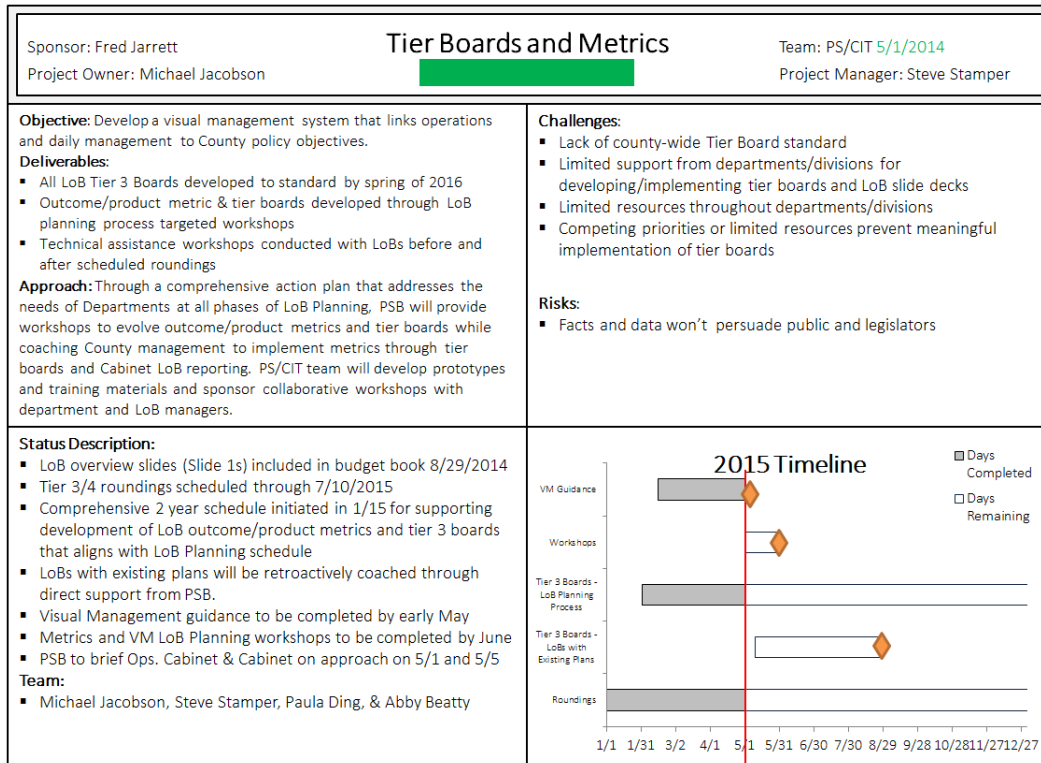 Tier Boards and Metrics
Sponsor: Fred Jarrett
Project Owner: Michael Jacobson
Team: PS/CIT 5/1/2014
Project Manager: Steve Stamper
Objective: Develop a visual management system that links operations
and daily management to County policy objectives.
Deliverables:
▪ All LoB Tier 3 Boards developed to standard by spring of 2016
▪ Outcome/product metric & tier boards developed through LoB
planning process targeted workshops
▪ Technical assistance workshops conducted with LoBs before and
after scheduled roundings
Approach: Through a comprehensive action plan that addresses the
needs of Departments at all phases of LoB Planning, PSB will provide
workshops to evolve outcome/product metrics and tier boards while
coaching County management to implement metrics through tier
boards and Cabinet LoB reporting. PS/CIT team will develop prototypes
and training materials and sponsor collaborative workshops with
department and LoB managers.
Challenges:
▪ Lack of county-wide Tier Board standard
▪ Limited support from departments/divisions for
developing/implementing tier boards and LoB slide decks
▪ Limited resources throughout departments/divisions
▪ Competing priorities or limited resources prevent meaningful
implementation of tier boards
Risks:
▪ Facts and data won't persuade public and legislators
Status Description:
▪ LoB overview slides (Slide 1s) included in budget book 8/29/2014
▪ Tier 3/4 roundings scheduled through 7/10/2015
▪ Comprehensive 2 year schedule initiated in 1/15 for supporting
development of LoB outcome/product metrics and tier 3 boards
that aligns with LoB Planning schedule
▪ LoBs with existing plans will be retroactively coached through
direct support from PSB.
▪ Visual Management guidance to be completed by early May
▪ Metrics and VM LoB Planning workshops to be completed by June
▪ PSB to brief Ops. Cabinet & Cabinet on approach on 5/1 and 5/5
Team:
▪ Michael Jacobson, Steve Stamper, Paula Ding, & Abby Beatty
2015 Timeline
Days
Completed
Days
Remaining
VM Guidance
Workshops
Tier 3 Boards -
LoB Planning
Process
Tier 3 Boards -
LoBs with
Existing Plans
Roundings
1/1 1/31 3/2 4/1 5/1 5/31 6/30 7/30 8/29 9/28 10/28 11/27 12/27